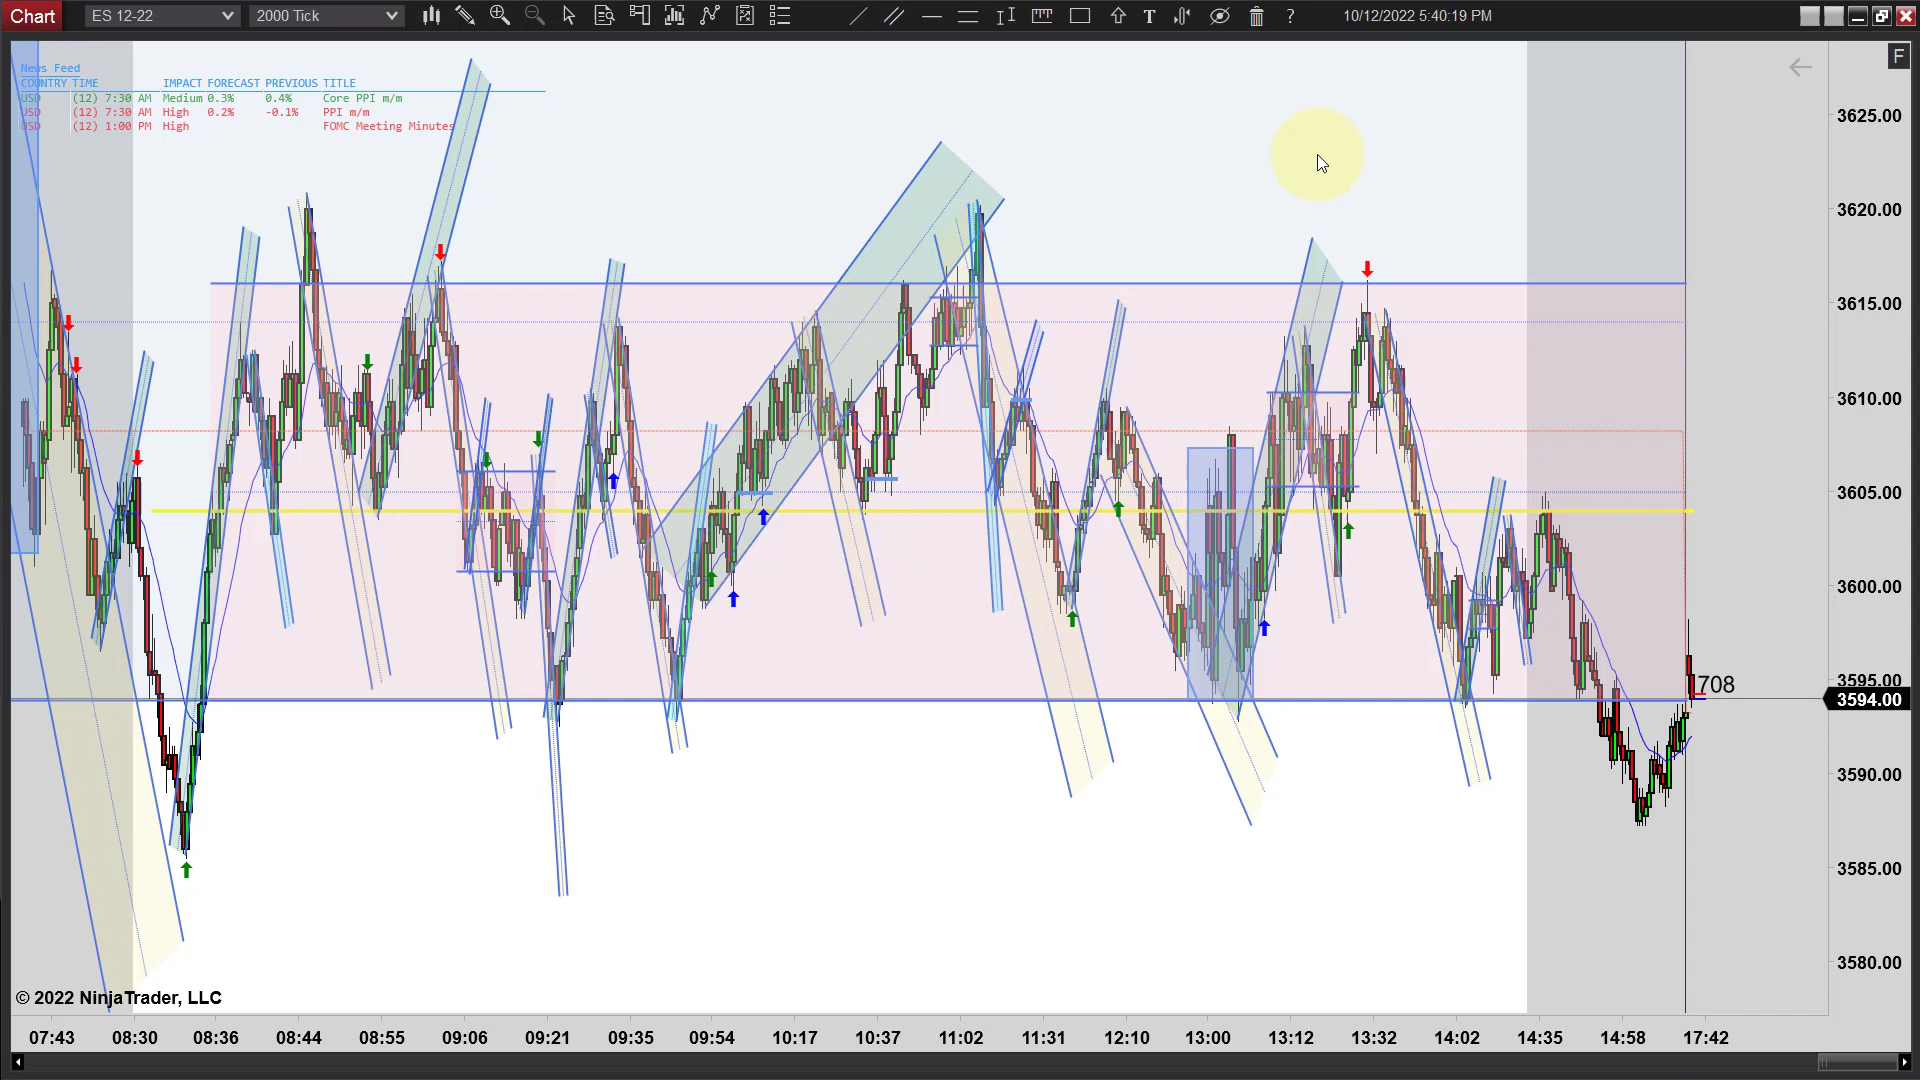 Chart ES 12-22 2000 Tick T ? 10/12/2022 5:40:19 PM
F
News Feed
COUNTRY TIME IMPACT FORECAST PREVIOUS TITLE
USD (12) 7:30 AM Medium 0.3% 0.4% Core PPI m/m
USD (12) 7:30 AM High 0.2% -0.1% PPI m/m
USD (12) 1:00 PM High FOMC Meeting Minutes
3625.00
3620.00
3615.00
3610.00
3605.00
3600.00
3595.00
708
3594.00
3590.00
3585.00
3580.00
© 2022 NinjaTrader, LLC
07:43 08:30 08:36 08:44 08:55 09:06 09:21 09:35 09:54 10:17 10:37 11:02 11:31 12:10 13:00 13:12 13:32 14:02 14:35 14:58 17:42